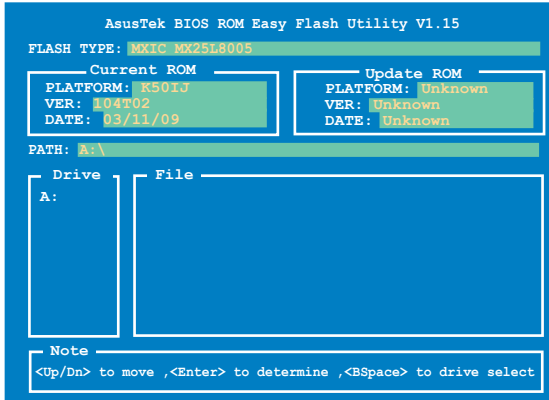 AsusTek BIOS ROM Easy Flash Utility V1.15
FLASH TYPE: MXIC MX25L8005
Current ROM
PLATFORM: K50IJ
VER: 104T02
DATE: 03/11/09
Update ROM
PLATFORM: Unknown
VER: Unknown
DATE: Unknown
PATH: A:\
Drive
A:
File
Note
<Up/Dn> to move ,<Enter> to determine ,<BSpace> to drive select